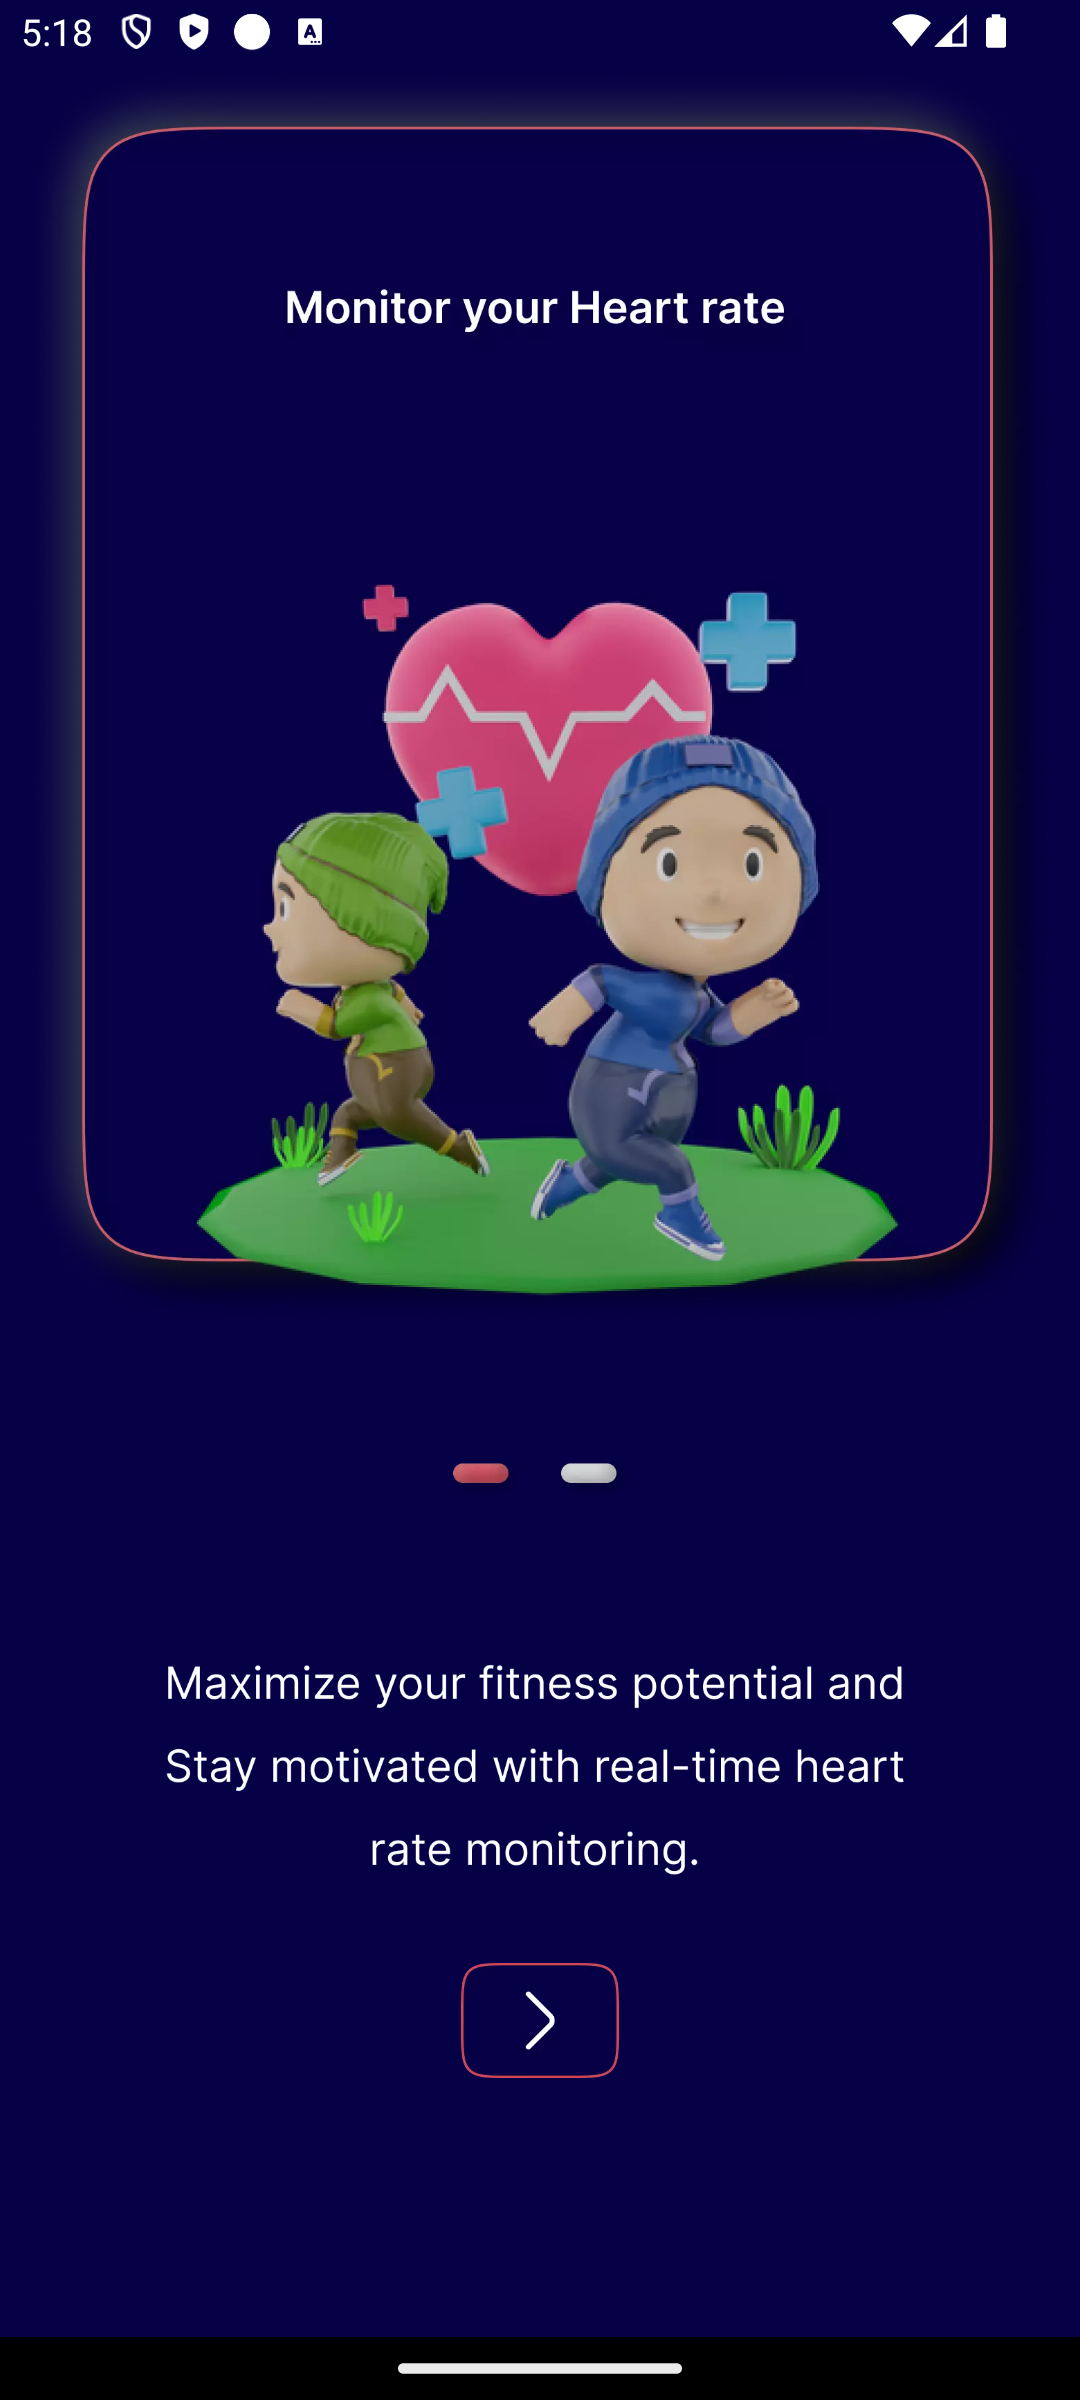 5:18
A
Monitor your Heart rate
Maximize your fitness potential and
Stay motivated with real-time heart
rate monitoring.